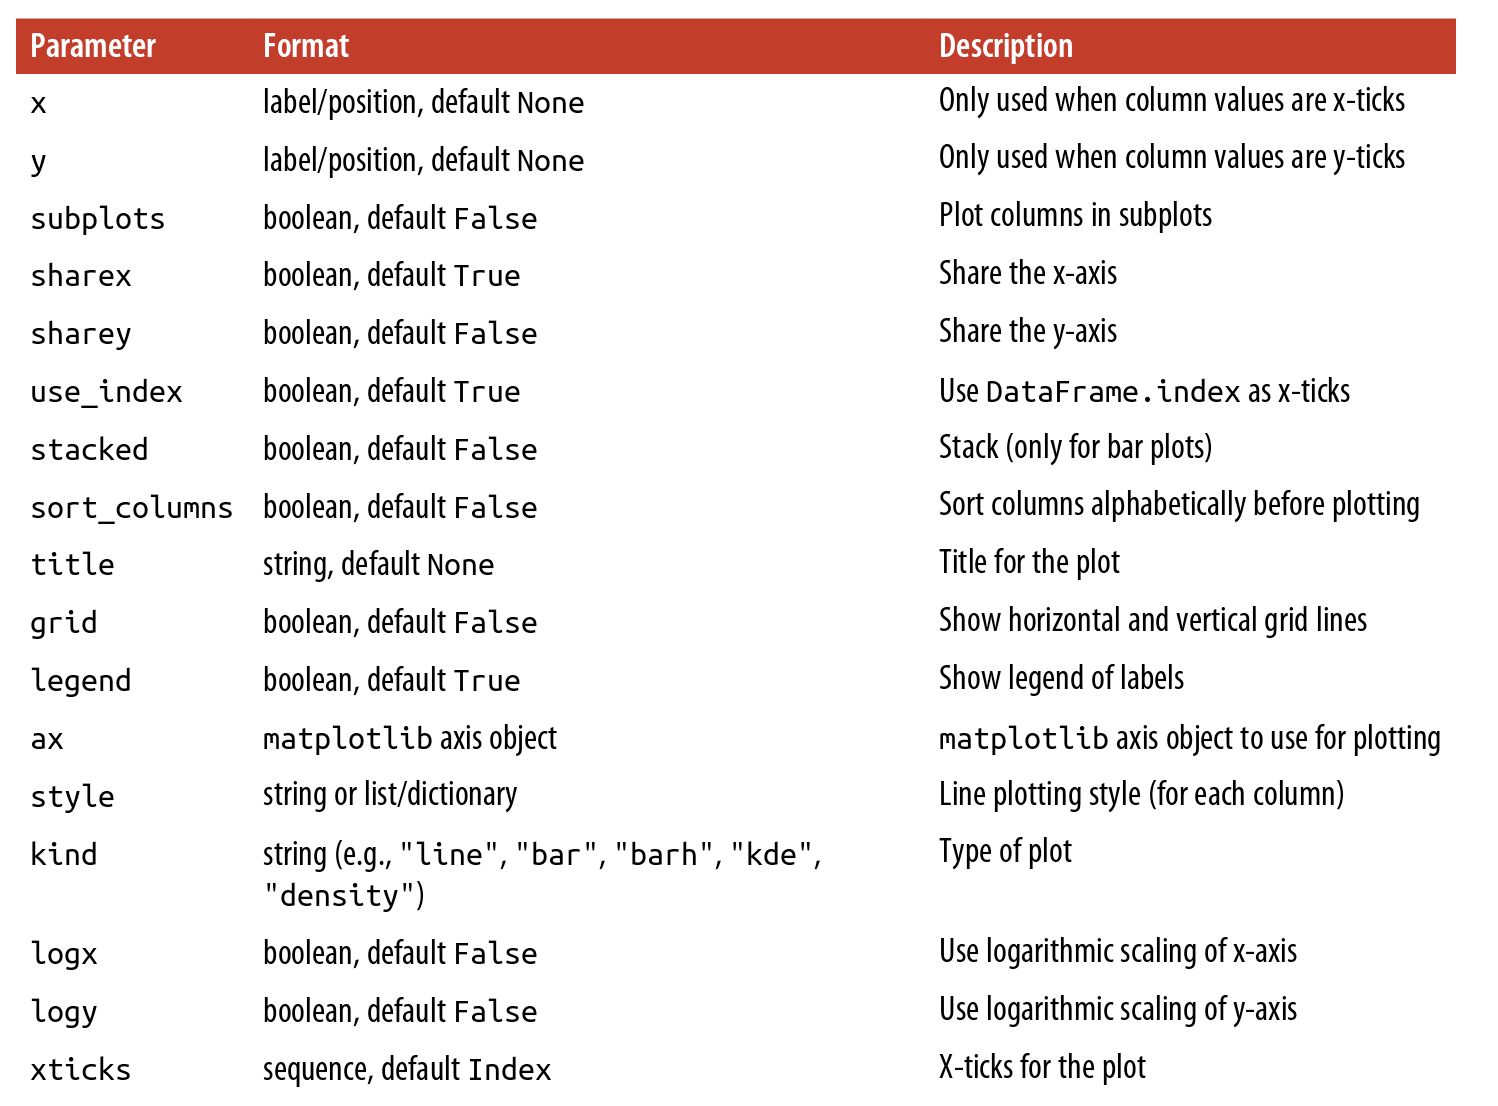 Parameter Format Description
x label/position, default None Only used when column values are x-ticks
y label/position, default None Only used when column values are y-ticks
subplots boolean, default False Plot columns in subplots
sharex boolean, default True Share the x-axis
sharey boolean, default False Share the y-axis
use_index boolean, default True Use DataFrame.index as x-ticks
stacked boolean, default False Stack (only for bar plots)
sort_columns boolean, default False Sort columns alphabetically before plotting
title string, default None Title for the plot
grid boolean, default False Show horizontal and vertical grid lines
legend boolean, default True Show legend of labels
ax matplotlib axis object matplotlib axis object to use for plotting
style string or list/dictionary Line plotting style (for each column)
kind string (e.g., "line", "bar", "barh", "kde", Type of plot
"density")
logx boolean, default False Use logarithmic scaling of x-axis
logy boolean, default False Use logarithmic scaling of y-axis
xticks sequence, default Index X-ticks for the plot